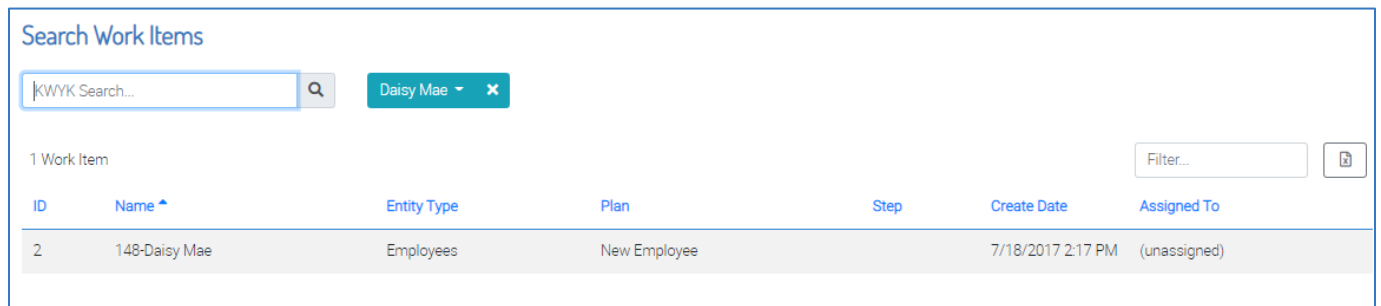 Search Work Items
KWYK Search...
Daisy Mae
1 Work Item
Filter...
ID Name Entity Type Plan Step Create Date Assigned To
2 148-Daisy Mae Employees New Employee 7/18/2017 2:17 PM (unassigned)